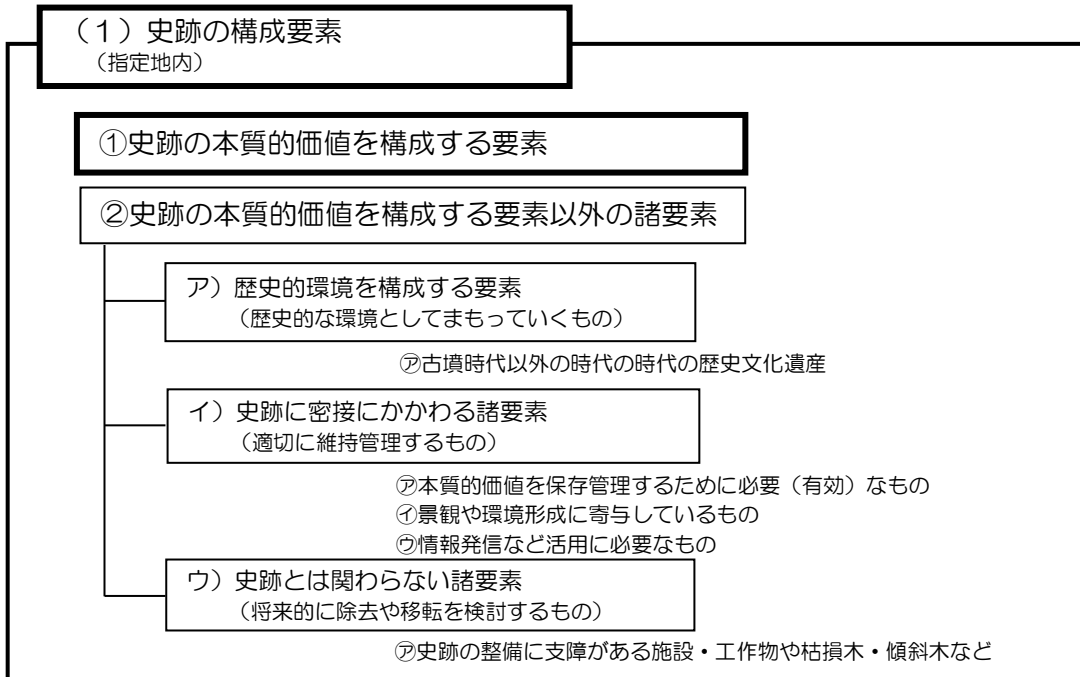 （１）史跡の構成要素
（指定地内）
①史跡の本質的価値を構成する要素
②史跡の本質的価値を構成する要素以外の諸要素
ア）歴史的環境を構成する要素
（歴史的な環境としてまもっていくもの）
㋐古墳時代以外の時代の時代の歴史文化遺産
イ）史跡に密接にかかわる諸要素
（適切に維持管理するもの）
㋐本質的価値を保存管理するために必要（有効）なもの
㋑景観や環境形成に寄与しているもの
㋒情報発信など活用に必要なもの
ウ）史跡とは関わらない諸要素
（将来的に除去や移転を検討するもの）
㋐史跡の整備に支障がある施設・工作物や枯損木・傾斜木など